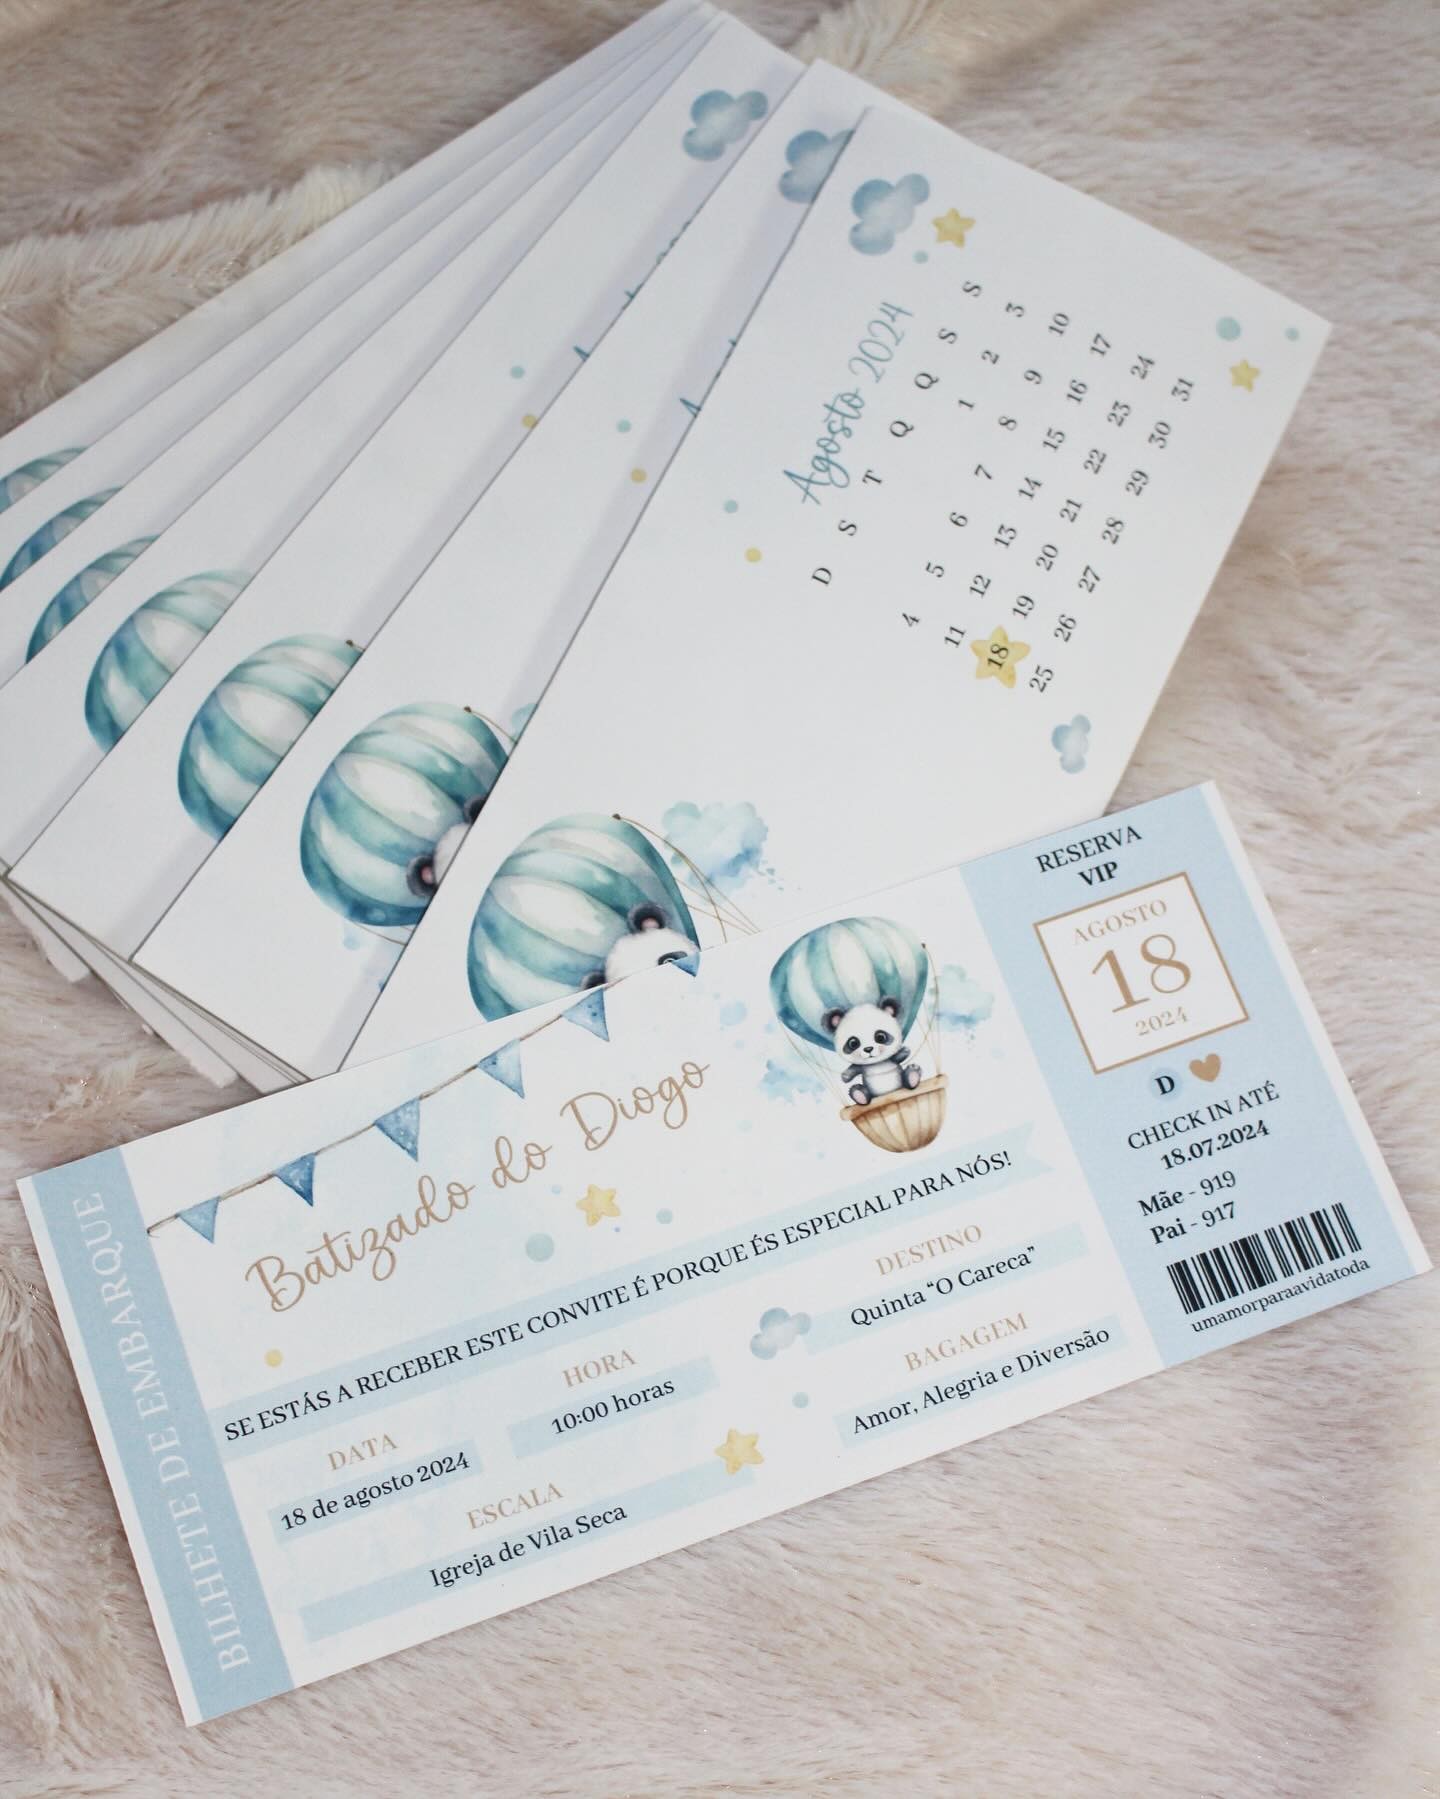 Agosto 2024
D S T Q Q S S
1 2 3
4 5 6 7 8 9 10
11 12 13 14 15 16 17
18 19 20 21 22 23 24
25 26 27 28 29 30 31
BILHETE DE EMBARQUE
Batizado do Diogo
SE ESTÁS A RECEBER ESTE CONVITE É PORQUE ÉS ESPECIAL PARA NÓS!
DATA
18 de agosto 2024
HORA
10:00 horas
ESCALA
Igreja de Vila Seca
DESTINO
Quinta “O Careca”
BAGAGEM
Amor, Alegria e Diversão
RESERVA
VIP
AGOSTO
18
2024
D
CHECK IN ATÉ
18.07.2024
Mãe - 919
Pai - 917
umamorparaavidatoda